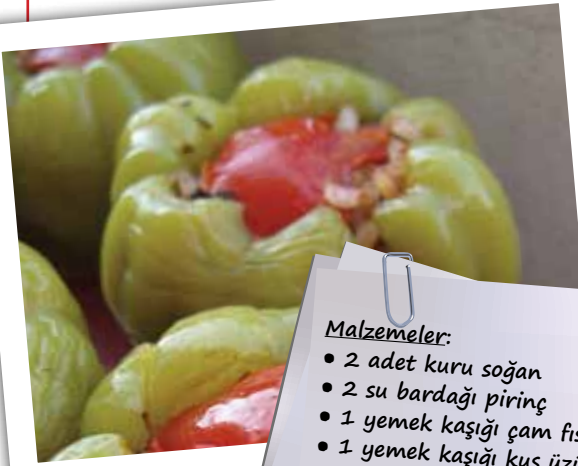 Malzemeler:
• 2 adet kuru soğan
• 2 su bardağı pirinç
• 1 yemek kaşığı çam
• 1 yemek kaşığı kuş